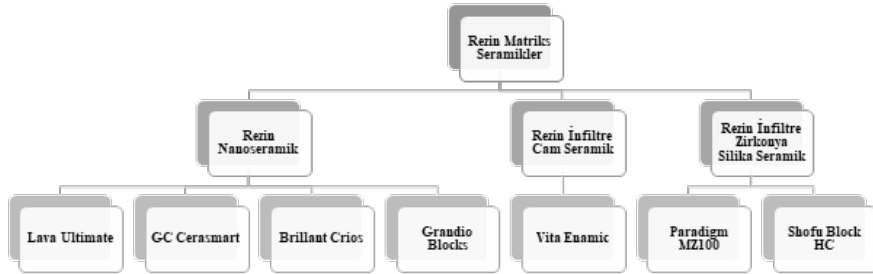 Rezin Matriks
Seramikler
Rezin
Nanoseramik
Rezin İnfiltre
Cam Seramik
Rezin İnfiltre
Zirkonya
Silika Seramik
Lava Ultimate
GC Cerasmart
Brillant Crios
Grandio
Blocks
Vita Enamic
Paradigm
MZ100
Shofu Block
HC